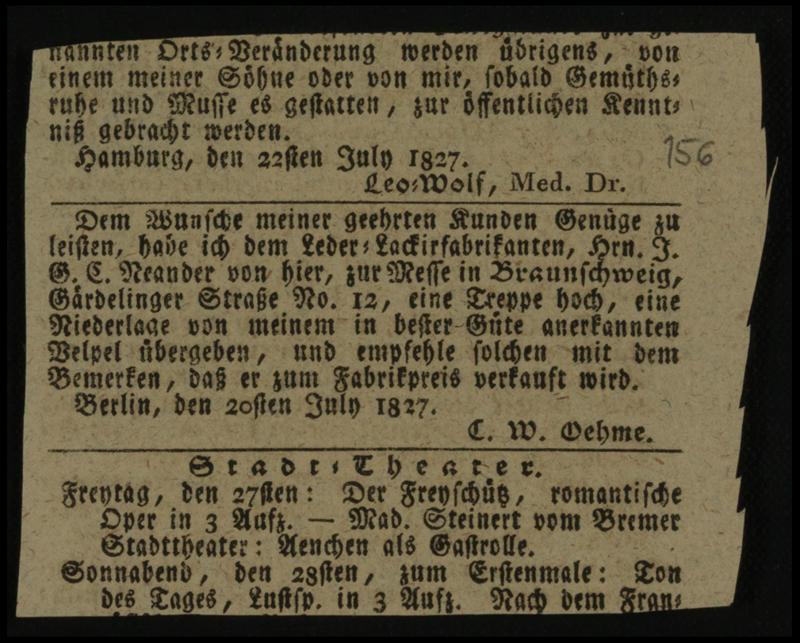 nannten Orts-Veränderung werden übrigens, von
einem meiner Söhne oder von mir, sobald Gemüths-
ruhe und Musse es gestatten, zur öffentlichen Kennt-
niß gebracht werden.
Hamburg, den 22sten July 1827.
156
Leo-Wolf, Med. Dr.
Dem Wunsche meiner geehrten Kunden Genüge zu
leisten, habe ich dem Leder-Lackirfabrikanten, Hrn. J.
G. C. Neander von hier, zur Messe in Braunschweig,
Gördelinger Straße No. 12, eine Treppe hoch, eine
Niederlage von meinem in bester Güte anerkannten
Velpel übergeben, und empfehle solchen mit dem
Bemerken, daß er zum Fabrikpreis verkauft wird.
Berlin, den 20sten July 1827.
C. W. Oehme.
Stadt-Theater.
Freytag, den 27sten: Der Freyschütz, romantische
Oper in 3 Aufz. — Mad. Steinert vom Bremer
Stadttheater: Aenchen als Gastrolle.
Sonnabend, den 28sten, zum Erstenmale: Ton
des Tages, Lustsp. in 3 Aufz. Nach dem Fran-